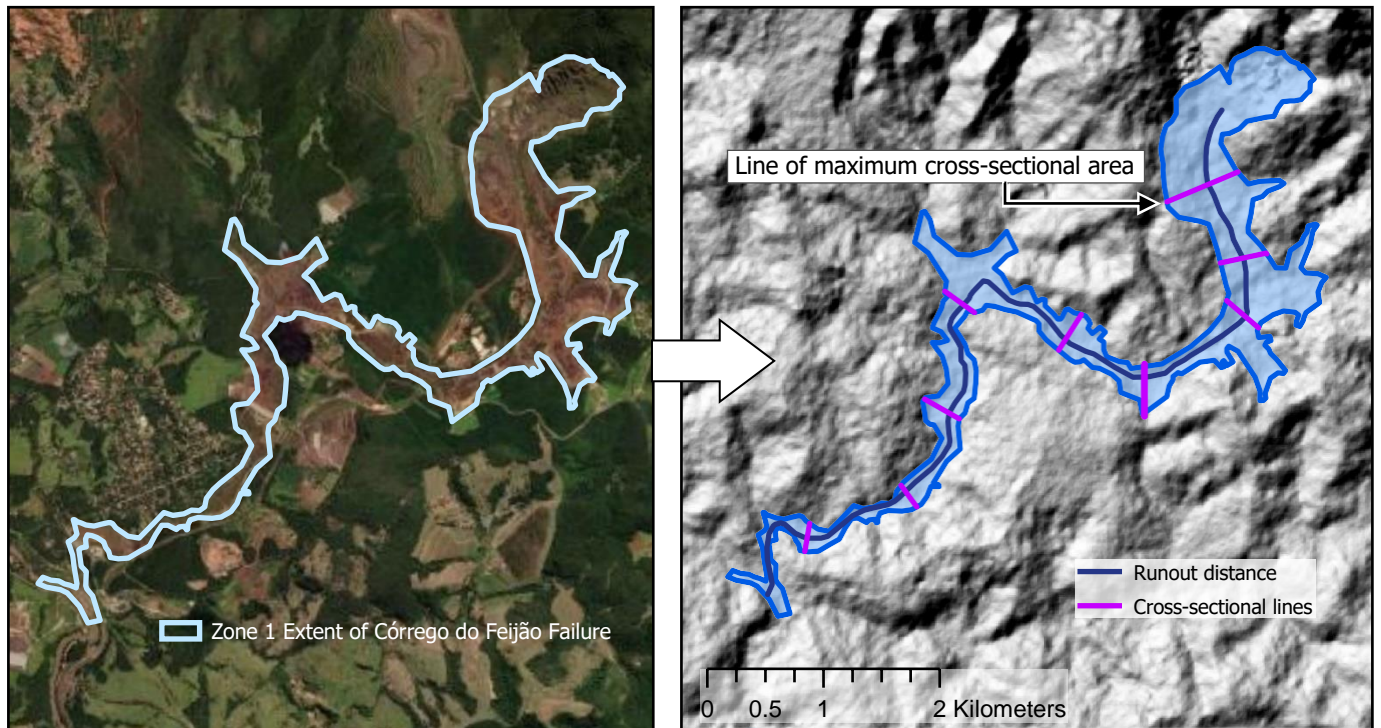 Line of maximum cross-sectional area
Zone 1 Extent of Córrego do Feijão Failure
Runout distance
Cross-sectional lines
0 0.5 1 2 Kilometers